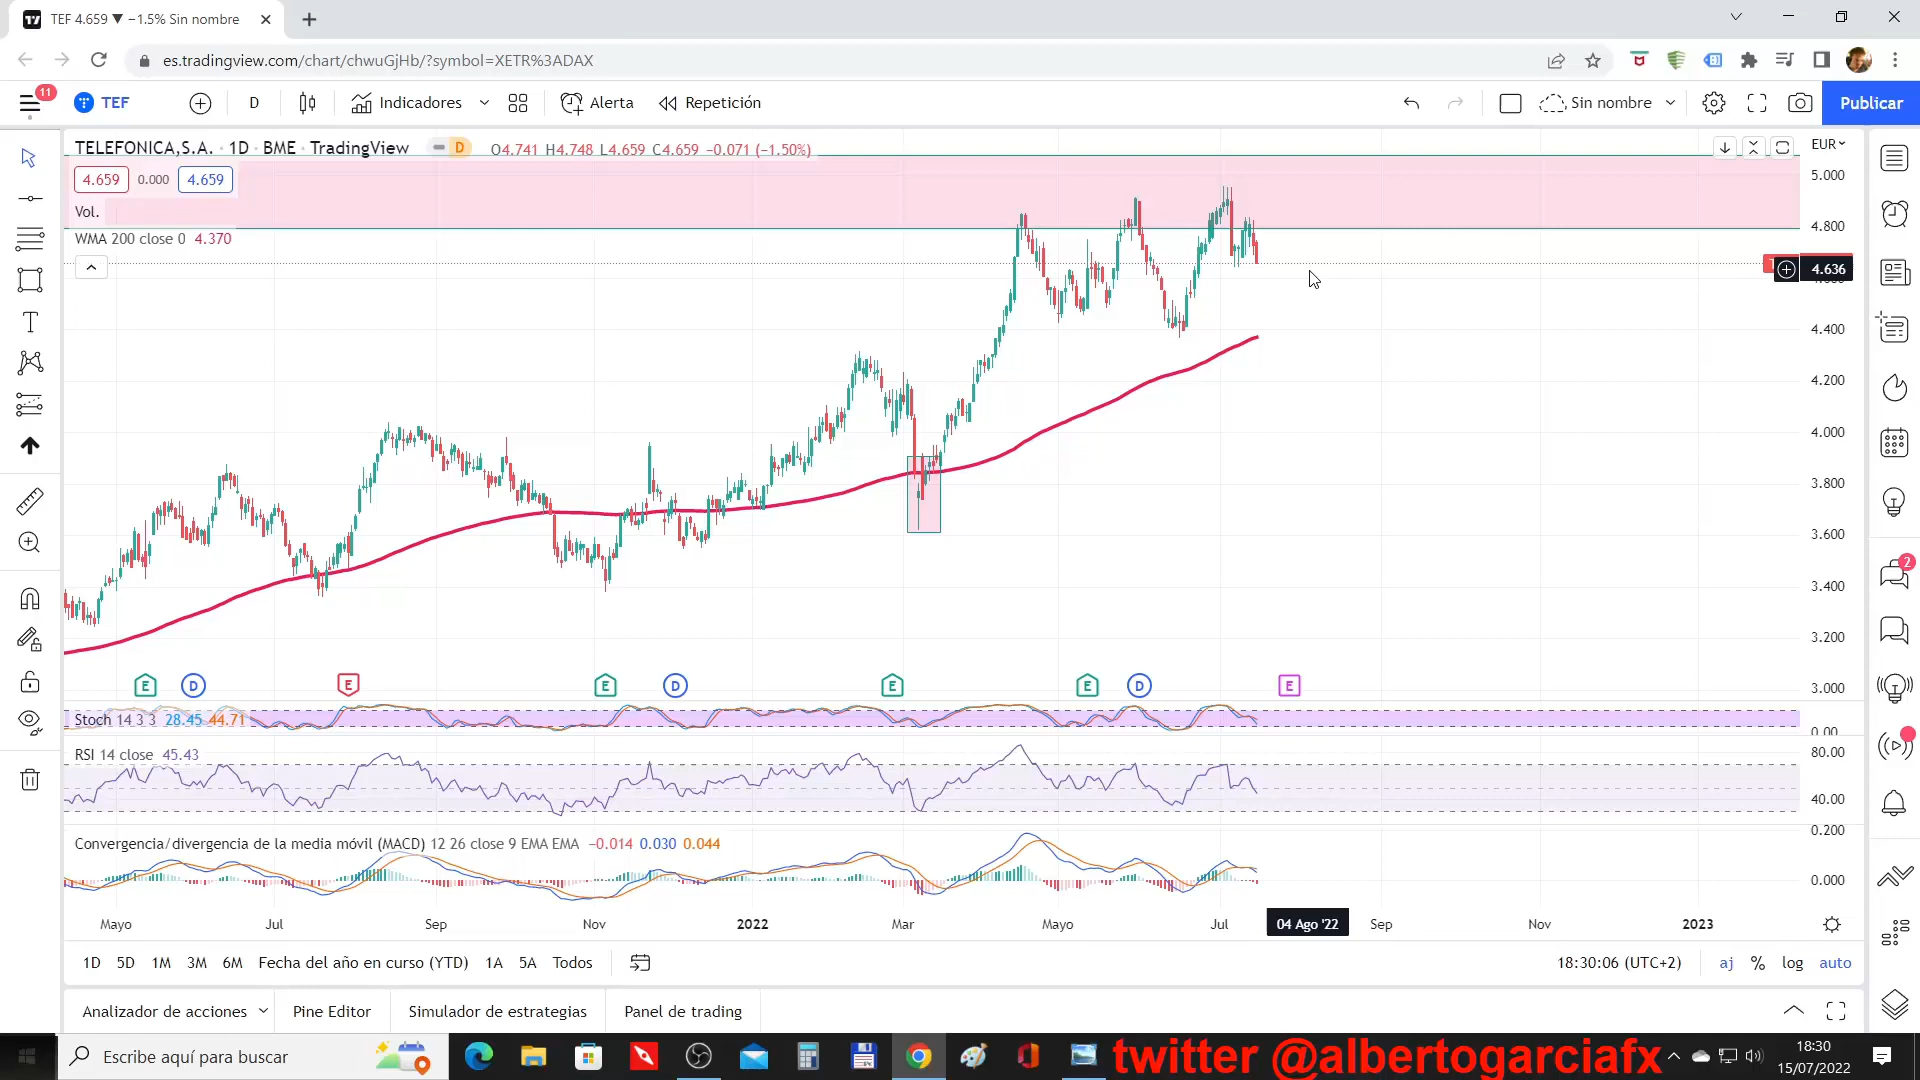 TEF 4.659 ▼ −1.5% Sin nombre
es.tradingview.com/chart/chwuGjHb/?symbol=XETR%3ADAX
11
TEF
D
Indicadores
Alerta
Repetición
Sin nombre
Publicar
TELEFONICA,S.A. · 1D · BME · TradingView
D
O4.741 H4.748 L4.659 C4.659 −0.071 (−1.50%)
EUR
4.659 0.000 4.659
5.000
Vol.
4.800
WMA 200 close 0 4.370
4.636
4.400
4.200
4.000
3.800
3.600
3.400
3.200
3.000
E D E E D E E D E
2
Stoch 14 3 3 28.45 44.71
0.00
RSI 14 close 45.43
80.00
40.00
Convergencia/divergencia de la media móvil (MACD) 12 26 close 9 EMA EMA −0.014 0.030 0.044
0.200
0.000
Mayo Jul Sep Nov 2022 Mar Mayo Jul 04 Ago '22 Sep Nov 2023
1D 5D 1M 3M 6M Fecha del año en curso (YTD) 1A 5A Todos
18:30:06 (UTC+2) aj % log auto
Analizador de acciones Pine Editor Simulador de estrategias Panel de trading
Escribe aquí para buscar
twitter @albertogarciafx
18:30
15/07/2022